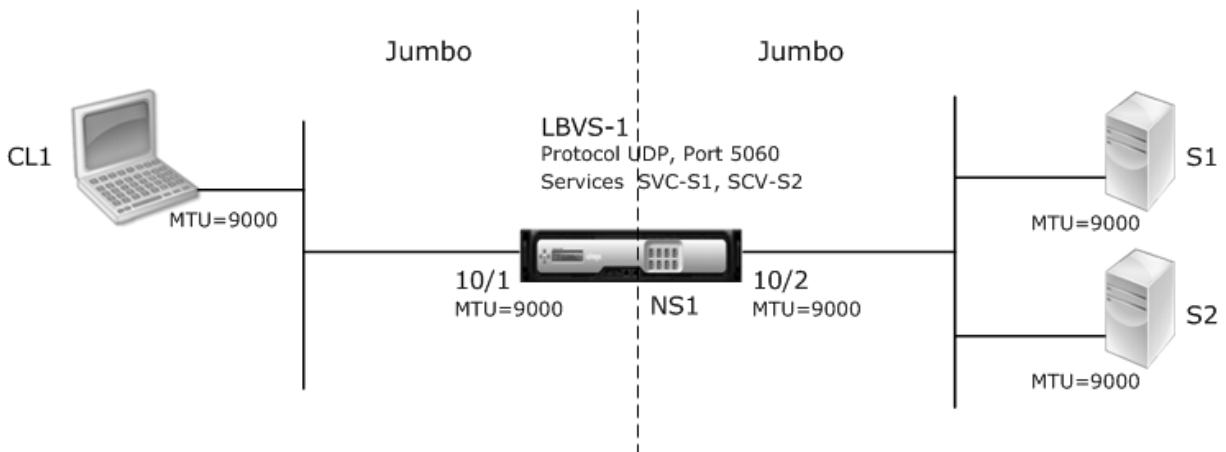 Jumbo
Jumbo
LBVS-1
Protocol UDP, Port 5060
Services SVC-S1, SCV-S2
CL1
MTU=9000
S1
MTU=9000
10/1
MTU=9000
NS1
10/2
MTU=9000
S2
MTU=9000